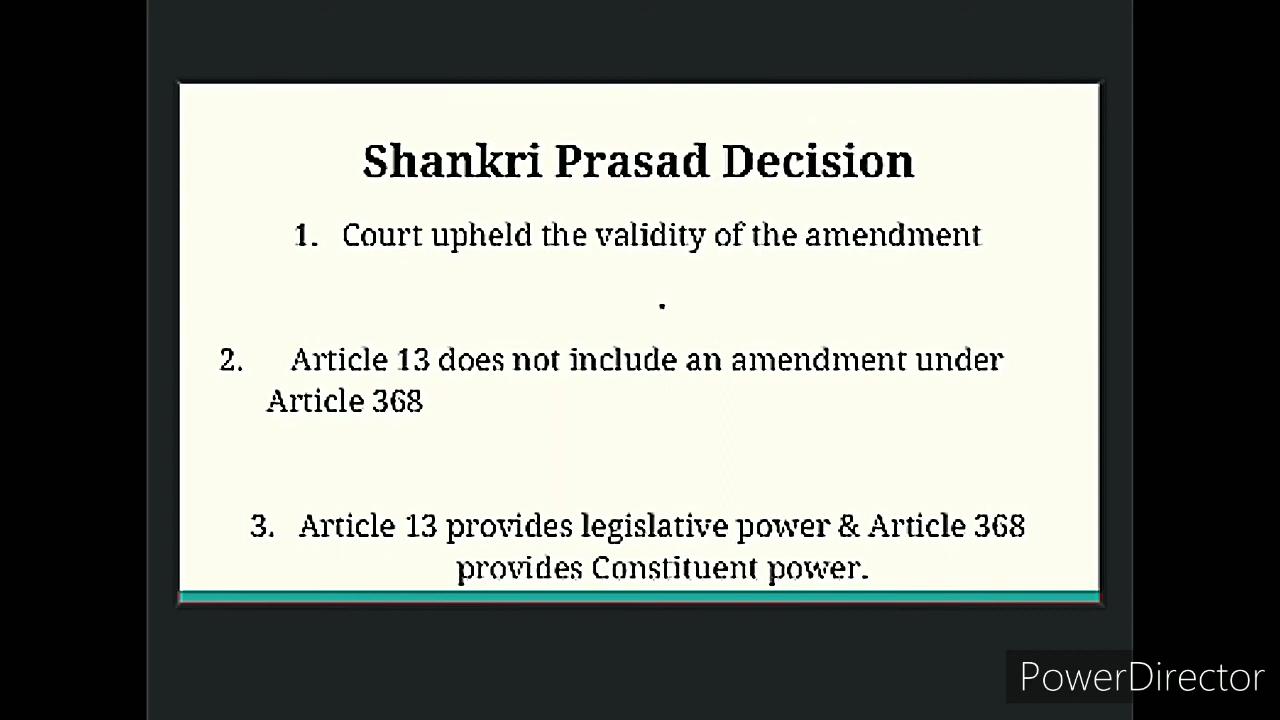 Shankri Prasad Decision
1. Court upheld the validity of the amendment
.
2. Article 13 does not include an amendment under
Article 368
3. Article 13 provides legislative power & Article 368
provides Constituent power.
PowerDirector